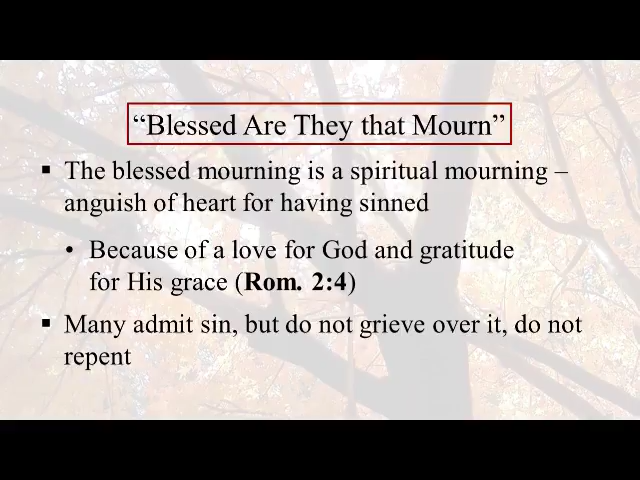 “Blessed Are They that Mourn”
▪ The blessed mourning is a spiritual mourning –
anguish of heart for having sinned
• Because of a love for God and gratitude
for His grace (Rom. 2:4)
▪ Many admit sin, but do not grieve over it, do not
repent